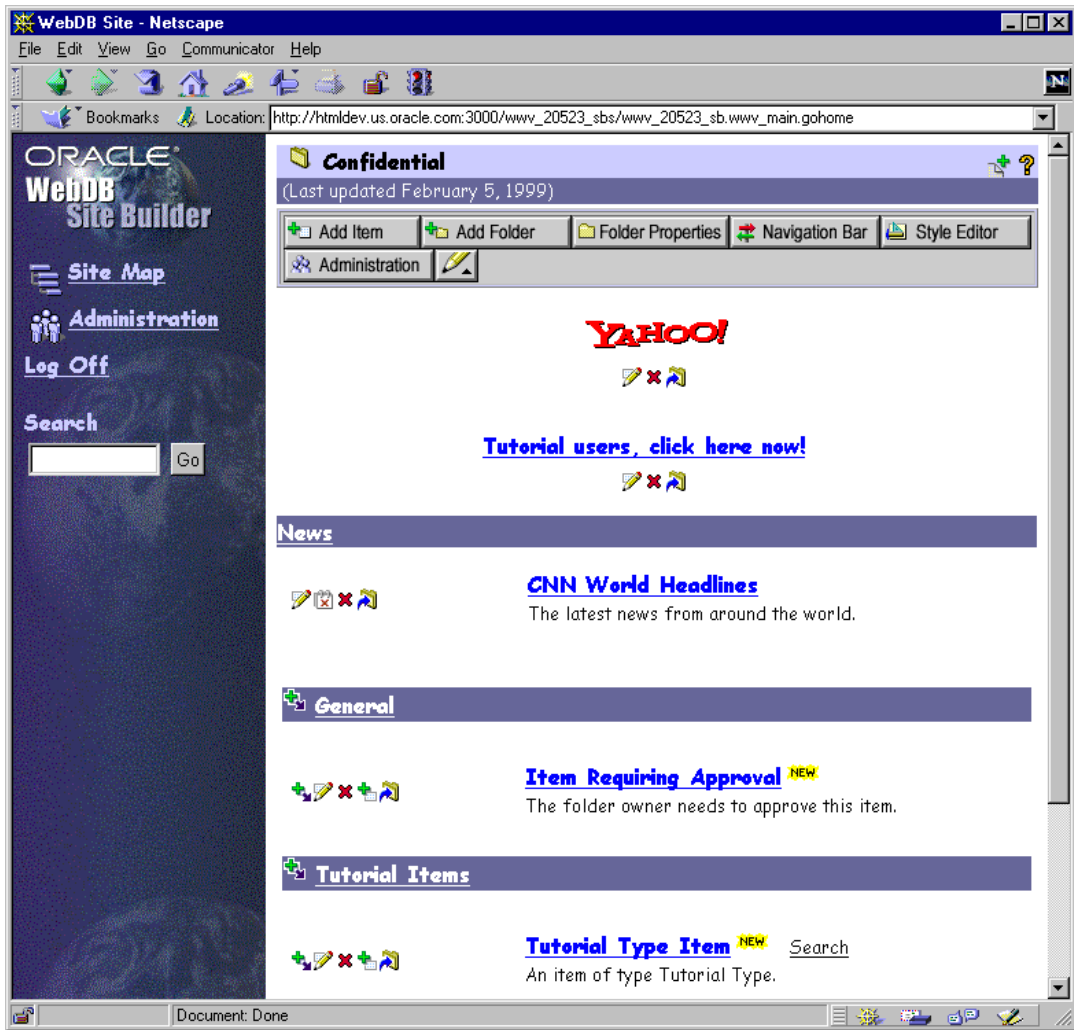 WebDB Site - Netscape
File Edit View Go Communicator Help
N
Bookmarks Location: http://htmldev.us.oracle.com:3000/wwv_20523_sbs/wwv_20523_sb.wwv_main.gohome
ORACLE
WebDB
Site Builder
Site Map
Administration
Log Off
Search
Go
Confidential
(Last updated February 5, 1999)
Add Item Add Folder Folder Properties Navigation Bar Style Editor
Administration
YAHOO!
Tutorial users, click here now!
News
CNN World Headlines
The latest news from around the world.
General
Item Requiring Approval NEW
The folder owner needs to approve this item.
Tutorial Items
Tutorial Type Item NEW Search
An item of type Tutorial Type.
Document: Done